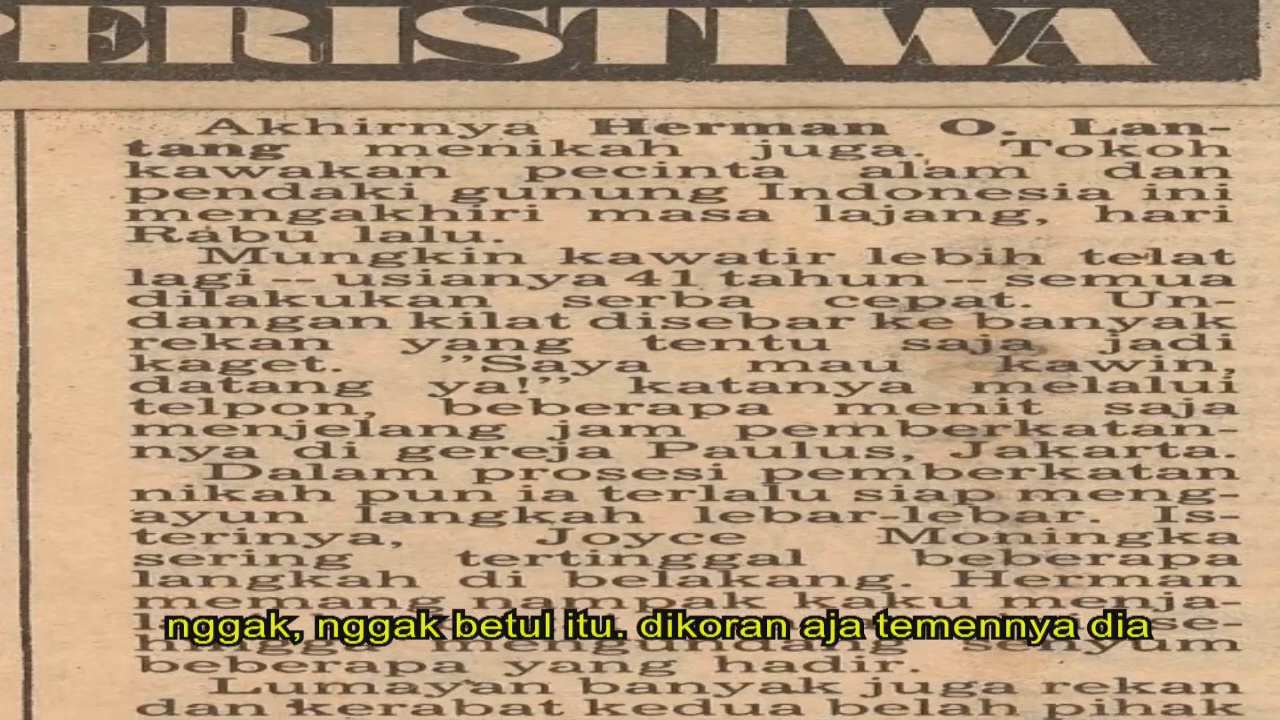 PERISTIWA
Akhirnya Herman O. Lan-
tang menikah juga. Tokoh
kawakan pecinta alam dan
pendaki gunung Indonesia ini
mengakhiri masa lajang, hari
Rabu lalu.
Mungkin kawatir lebih telat
lagi -- usianya 41 tahun -- semua
dilakukan serba cepat. Un-
dangan kilat disebar ke banyak
rekan yang tentu saja jadi
kaget. "Saya mau kawin,
datang ya!" katanya melalui
telpon, beberapa menit saja
menjelang jam pemberkatan-
nya di gereja Paulus, Jakarta.
Dalam prosesi pemberkatan
nikah pun ia terlalu siap meng-
ayun langkah lebar-lebar. Is-
terinya, Joyce Moningka
sering tertinggal beberapa
langkah di belakang. Herman
memang nampak kaku menja-
se-
mengundang senyum
nggak, nggak betul itu. dikoran aja temennya dia
beberapa yang hadir.
Lumayan banyak juga rekan
dan kerabat kedua belah pihak